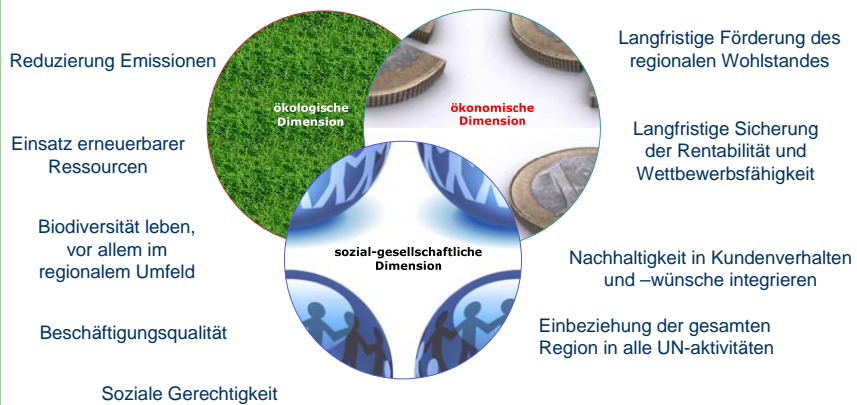 Reduzierung Emissionen
Einsatz erneuerbarer
Ressourcen
Biodiversität leben,
vor allem im
regionalem Umfeld
Beschäftigungsqualität
Soziale Gerechtigkeit
ökologische
Dimension
ökonomische
Dimension
sozial-gesellschaftliche
Dimension
Langfristige Förderung des
regionalen Wohlstandes
Langfristige Sicherung
der Rentabilität und
Wettbewerbsfähigkeit
Nachhaltigkeit in Kundenverhalten
und –wünsche integrieren
Einbeziehung der gesamten
Region in alle UN-aktivitäten